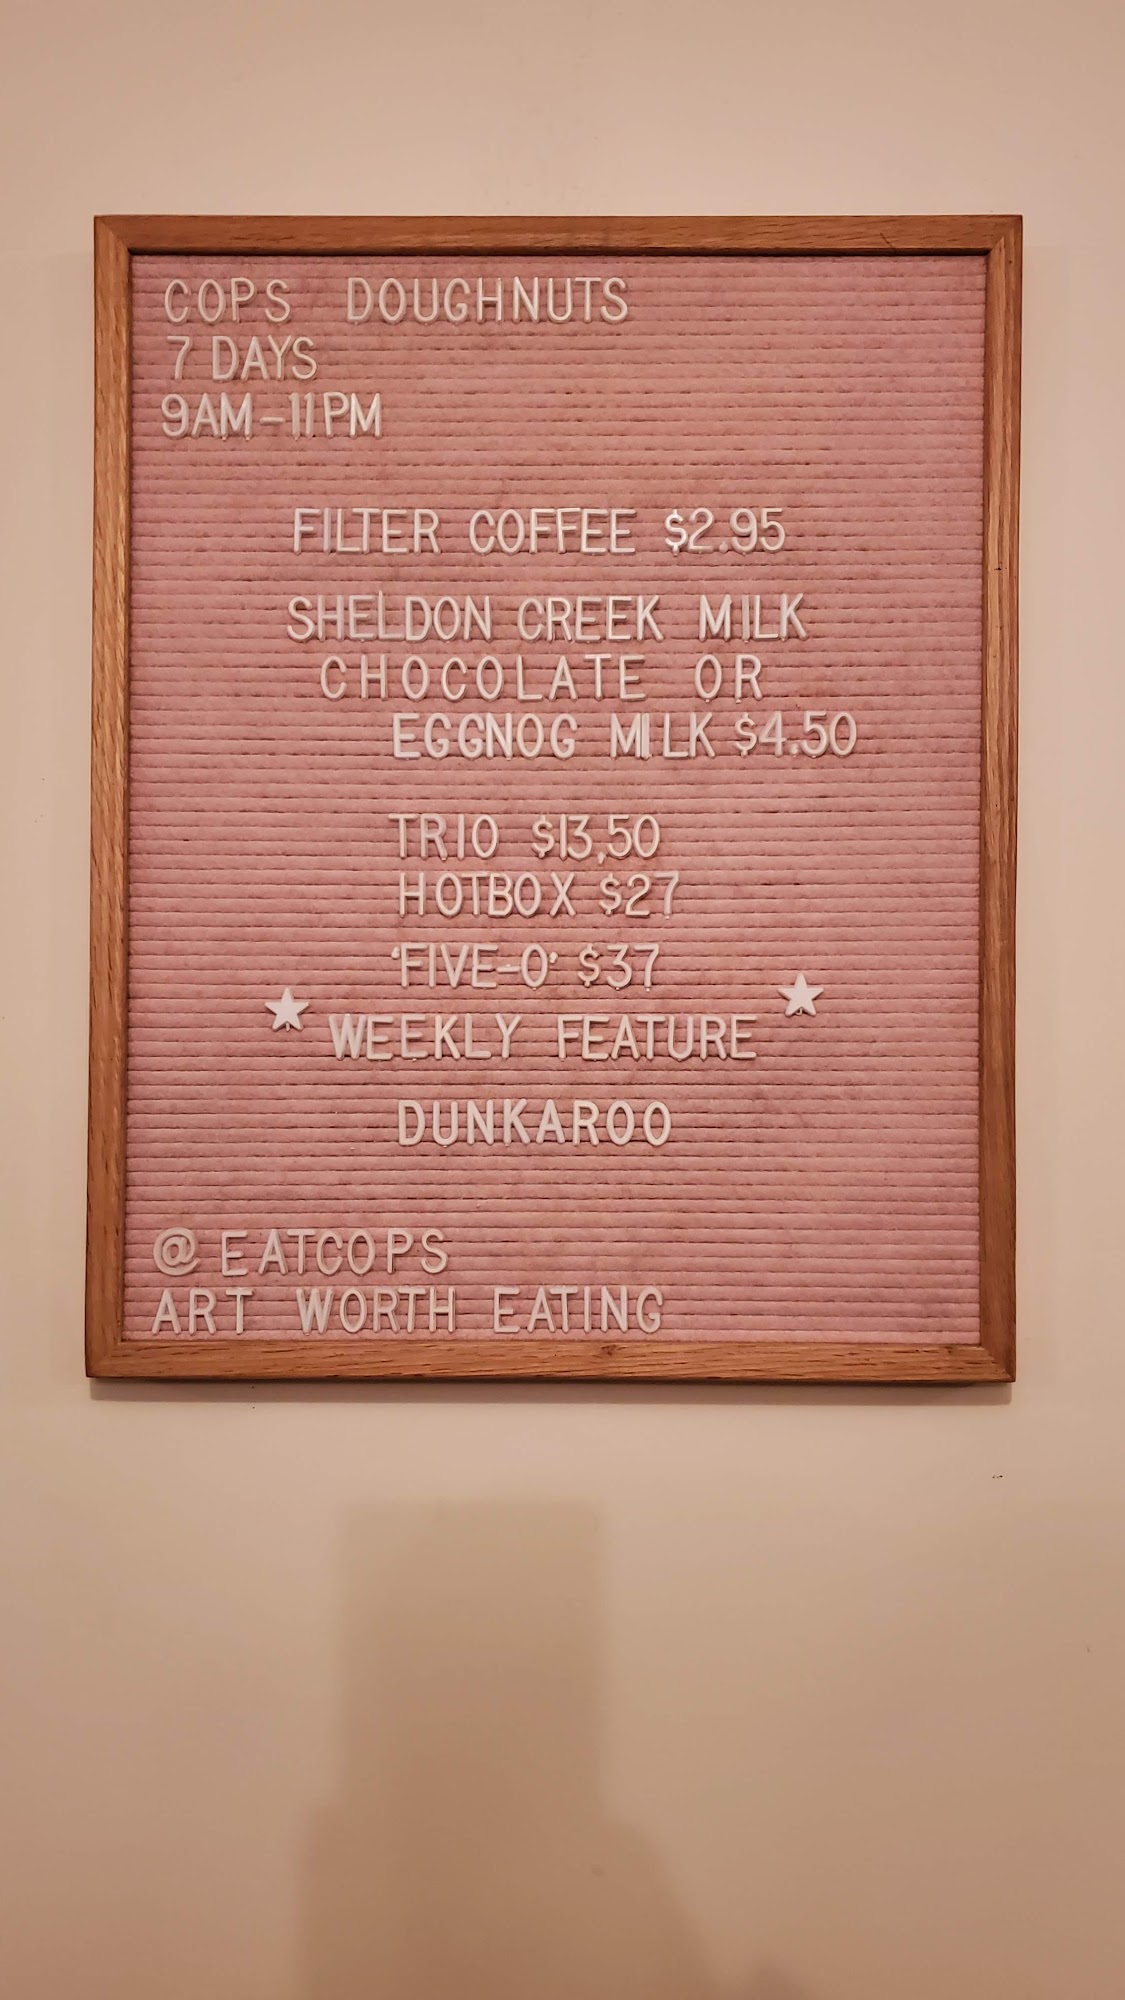 COPS DOUGHNUTS
7 DAYS
9AM-11PM
FILTER COFFEE $2.95
SHELDON CREEK MILK
CHOCOLATE OR
EGGNOG MILK $4.50
TRIO $13,50
HOTBOX $27
'FIVE-O' $37
WEEKLY FEATURE
DUNKAROO
@EATCOPS
ART WORTH EATING